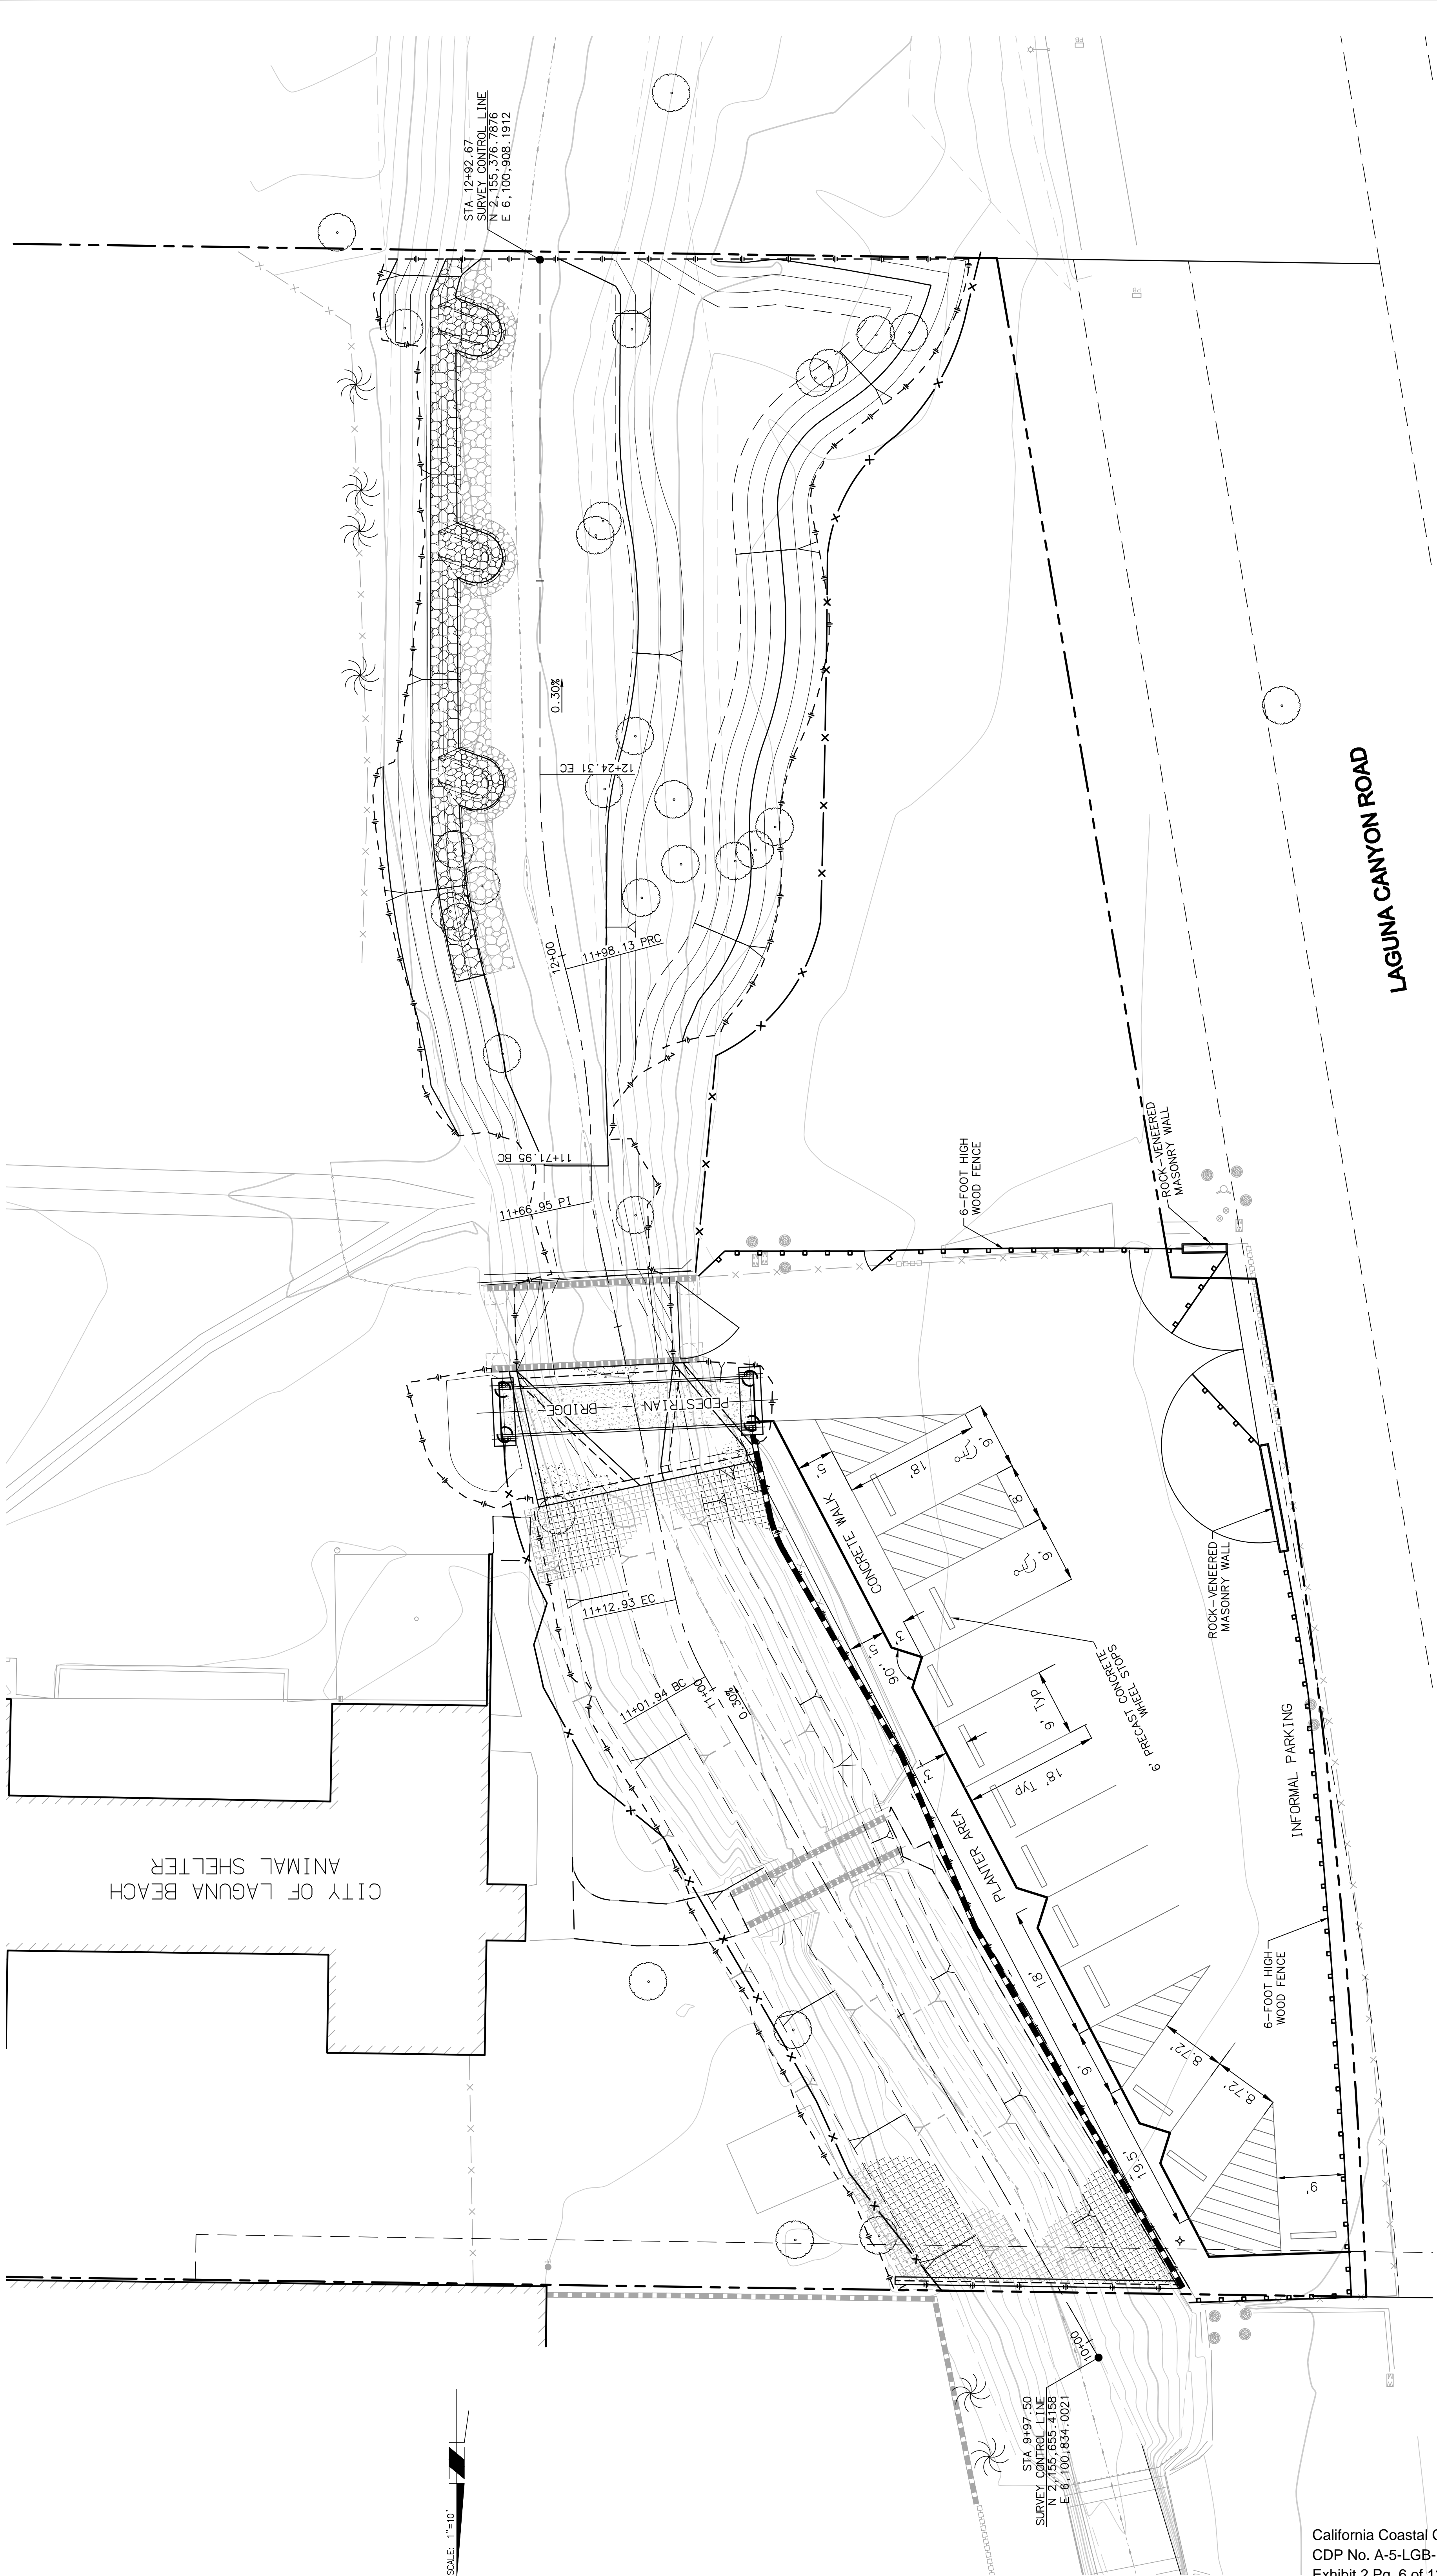 STA 12+92.67
SURVEY CONTROL LINE
N 2,155,376.7876
E 6,100,908.1912
0.30%
12+24.31 EC
LAGUNA CANYON ROAD
12+00
11+98.13 PRC
11+71.95 BC
11+66.95 PI
6-FOOT HIGH
WOOD FENCE
ROCK-VENEERED
MASONRY WALL
PEDESTRIAN
BRIDGE
5'
18'
9'
8'
9'
CONCRETE WALK
11+12.93 EC
5'
3'
90°
ROCK-VENEERED
MASONRY WALL
6' PRECAST CONCRETE
WHEEL STOPS
11+01.94 BC
11+00
0.30%
9' Typ
18' Typ
3'
INFORMAL PARKING
PLANTER AREA
CITY OF LAGUNA BEACH
ANIMAL SHELTER
18'
6-FOOT HIGH
WOOD FENCE
9'
8.72'
8.72'
19.5'
9'
10+00
STA 9+97.50
SURVEY CONTROL LINE
N 2,155,655.4158
E 6,100,834.0021
SCALE: 1"=10'
California Coastal
CDP No. A-5-LGB-
Exhibit 2 Pg. 6 of